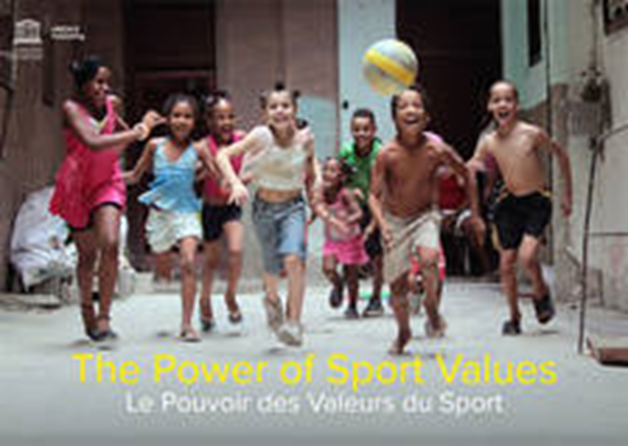 The Power of Sport Values
Le Pouvoir des Valeurs du Sport